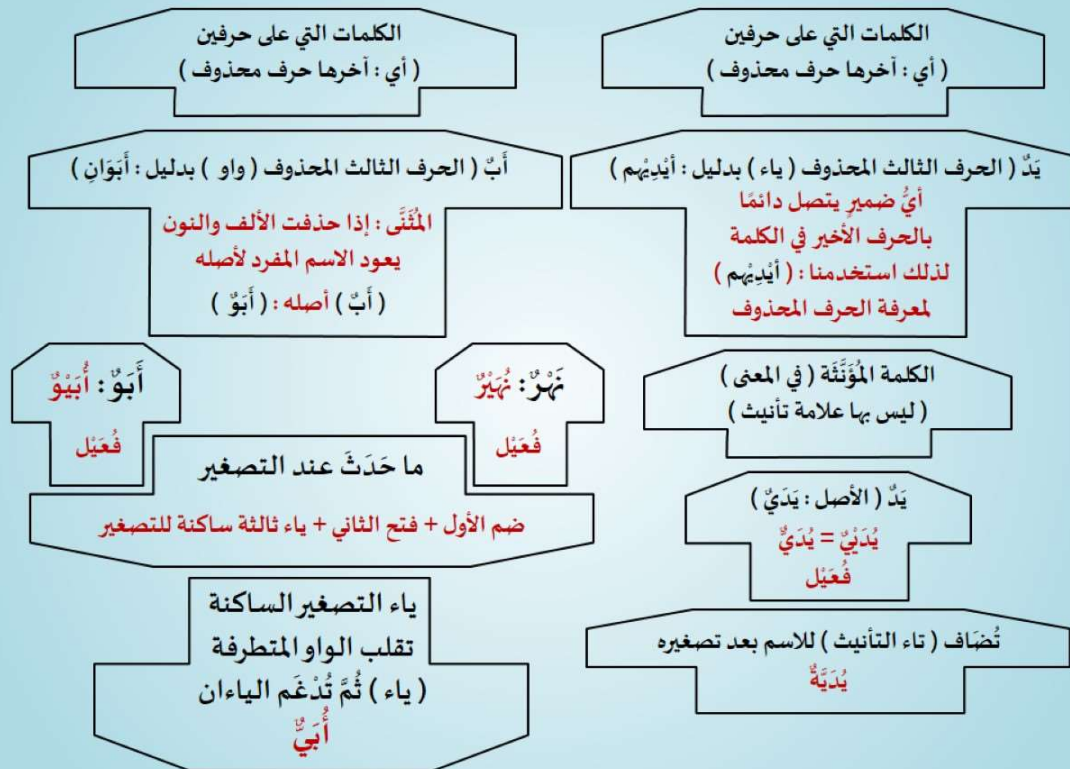 الكلمات التي على حرفين
( أي : آخرها حرف محذوف )
يَدٌ ( الحرف الثالث المحذوف ( ياء ) بدليل : أيْدِيْهم )
أيُّ ضميرٍ يتصل دائمًا
بالحرف الأخير في الكلمة
لذلك استخدمنا : ( أيْدِيْهم )
لمعرفة الحرف المحذوف
الكلمة المُؤَنَّثَة ( في المعنى )
( ليس بها علامة تأنيث )
يَدٌ ( الأصل : يَدَيٌ )
يُدَيْيٌ = يُدَيٌّ
فُعَيْل
تُضَاف ( تاء التأنيث ) للاسم بعد تصغيره
يُدَيَّةٌ
الكلمات التي على حرفين
( أي : آخرها حرف محذوف )
أَبٌ ( الحرف الثالث المحذوف ( واو ) بدليل : أَبَوَانِ )
المُثَنَّى : إذا حذفت الألف والنون
يعود الاسم المفرد لأصله
( أَبٌ ) أصله : ( أَبَوٌ )
نَهْرٌ : نُهَيْرٌ
فُعَيْل
أَبَوٌ : أُبَيْوٌ
فُعَيْل
ما حَدَثَ عند التصغير
ضم الأول + فتح الثاني + ياء ثالثة ساكنة للتصغير
ياء التصغير الساكنة
تقلب الواو المتطرفة
( ياء ) ثُمَّ تُدْغَم الياءان
أُبَيٌّ